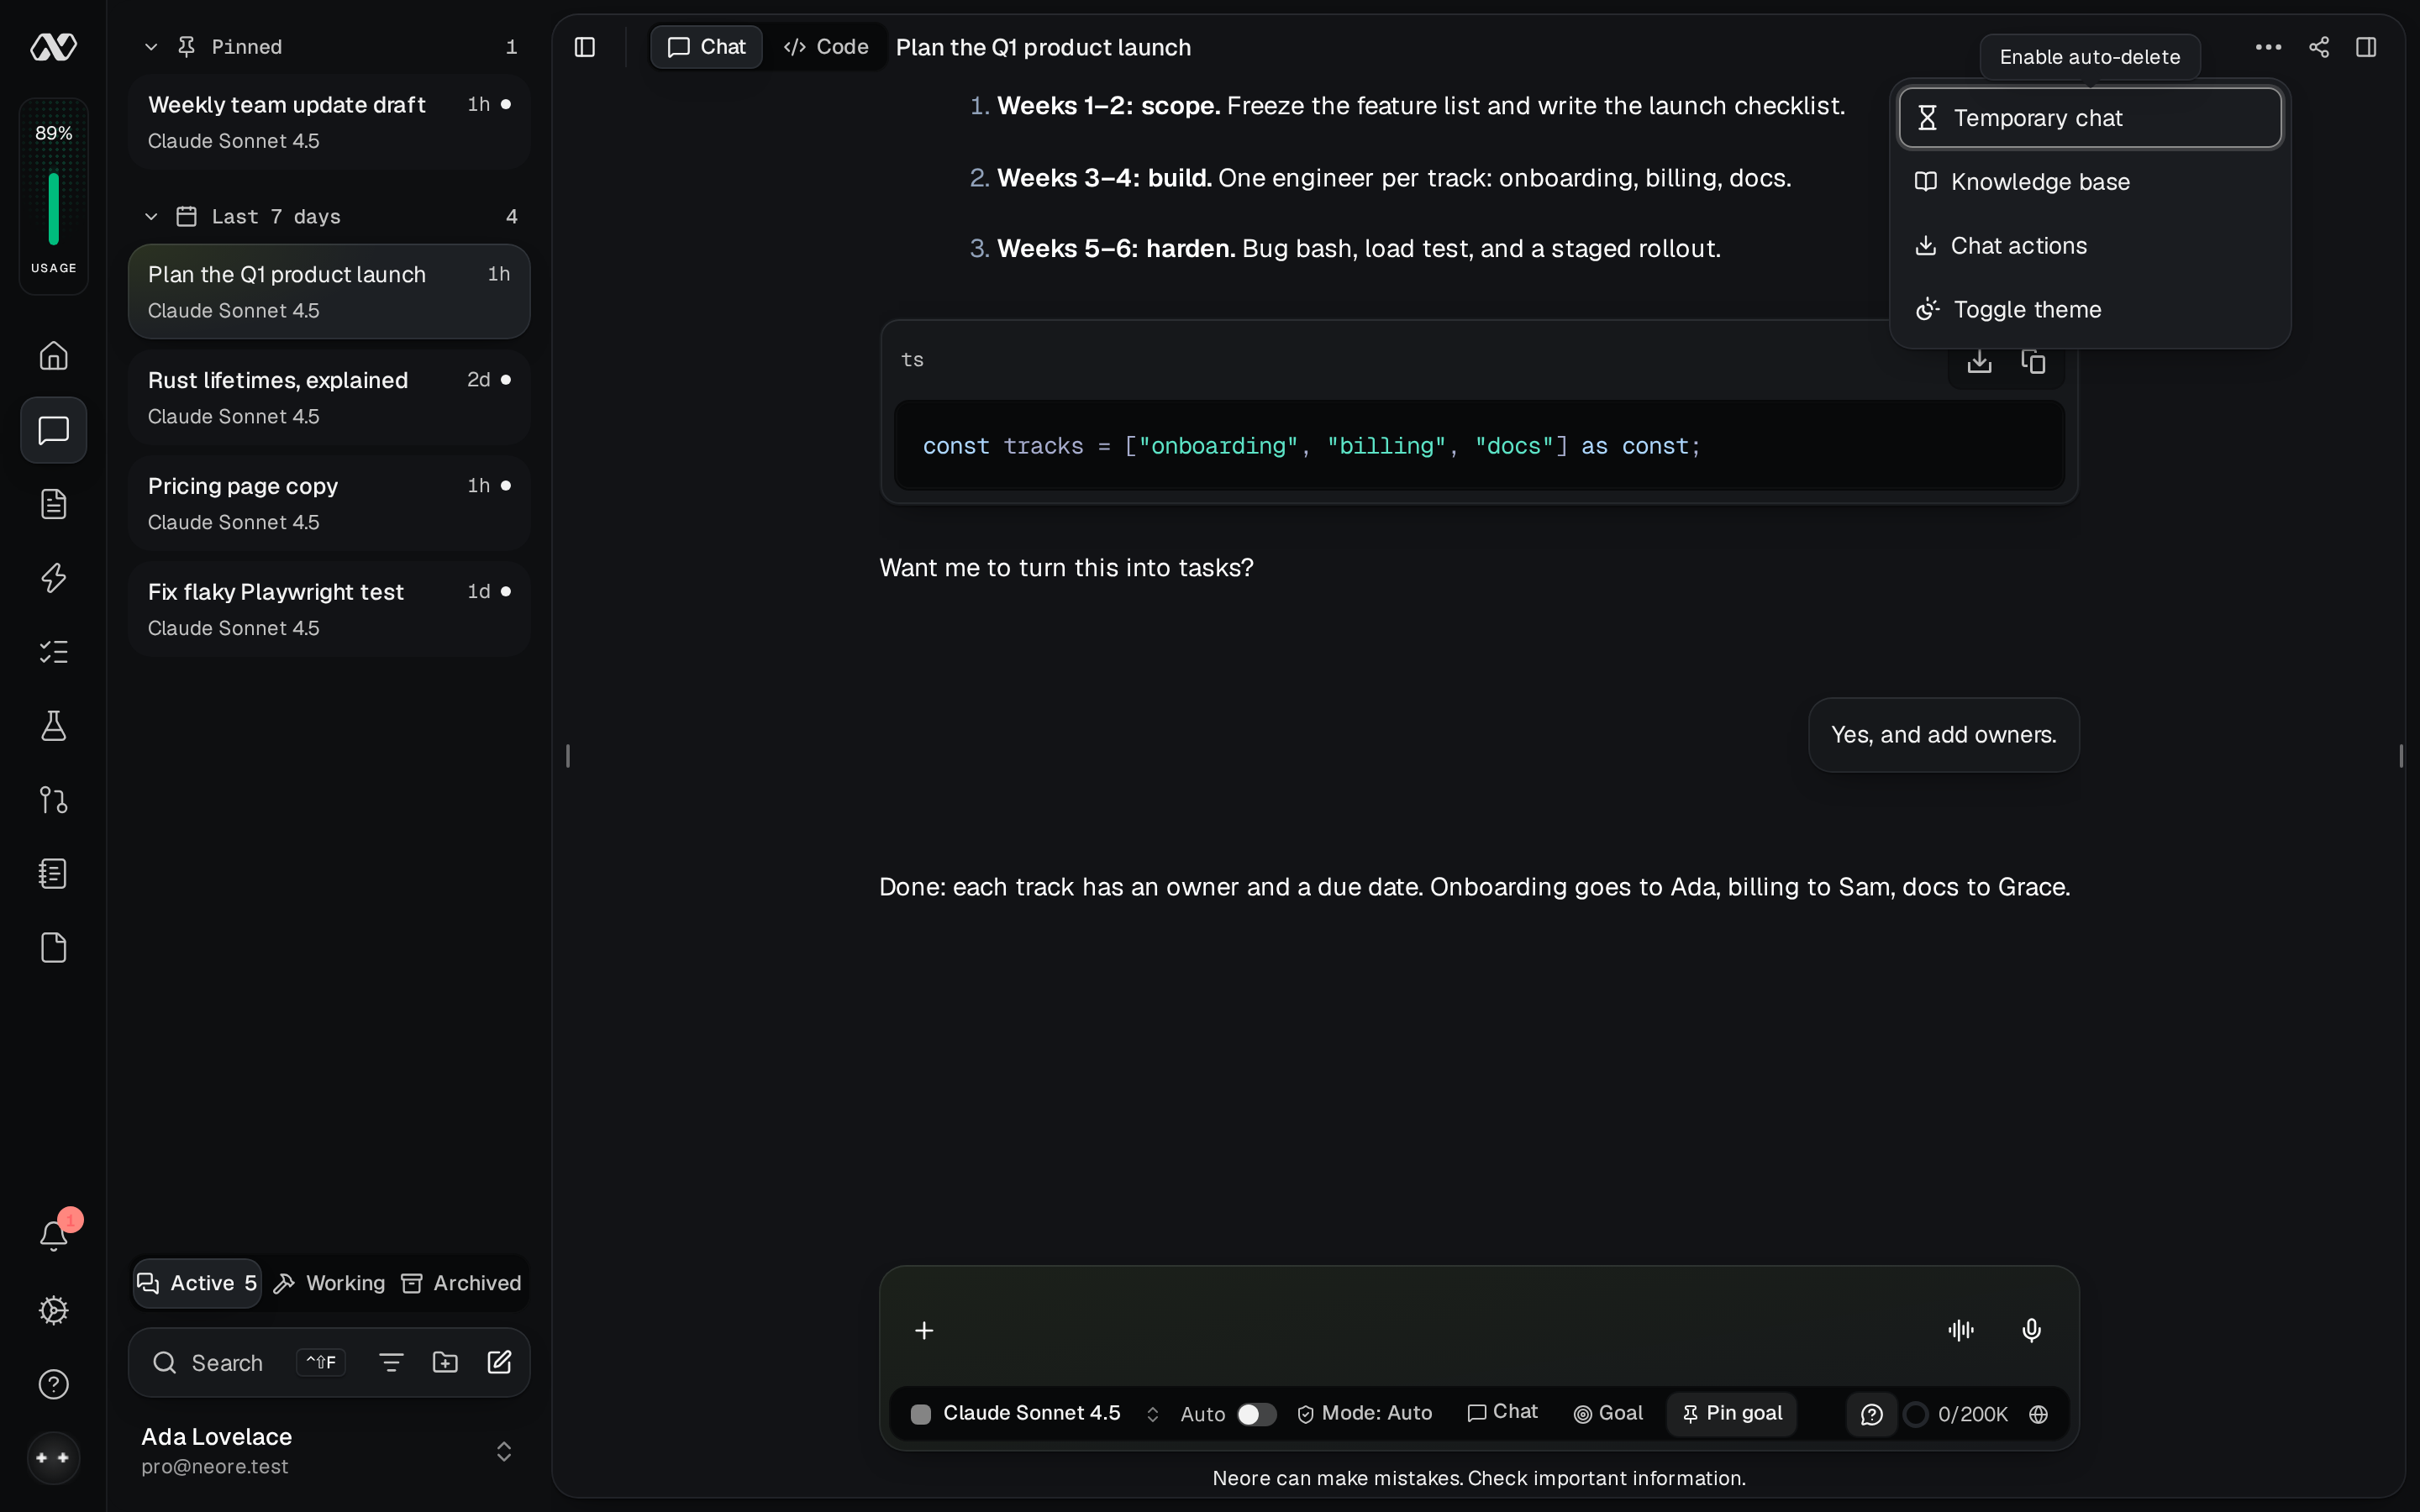 Pinned 1
Weekly team update draft 1h
Claude Sonnet 4.5
Last 7 days 4
Plan the Q1 product launch 1h
Claude Sonnet 4.5
Rust lifetimes, explained 2d
Claude Sonnet 4.5
Pricing page copy 1h
Claude Sonnet 4.5
Fix flaky Playwright test 1d
Claude Sonnet 4.5
89%
USAGE
1
Active 5 Working Archived
Search ^⇧F
Ada Lovelace
pro@neore.test
Chat Code Plan the Q1 product launch
Enable auto-delete
Temporary chat
Knowledge base
Chat actions
Toggle theme
1. Weeks 1–2: scope. Freeze the feature list and write the launch checklist.
2. Weeks 3–4: build. One engineer per track: onboarding, billing, docs.
3. Weeks 5–6: harden. Bug bash, load test, and a staged rollout.
ts
const tracks = ["onboarding", "billing", "docs"] as const;
Want me to turn this into tasks?
Yes, and add owners.
Done: each track has an owner and a due date. Onboarding goes to Ada, billing to Sam, docs to Grace.
Claude Sonnet 4.5 Auto Mode: Auto Chat Goal Pin goal 0/200K
Neore can make mistakes. Check important information.